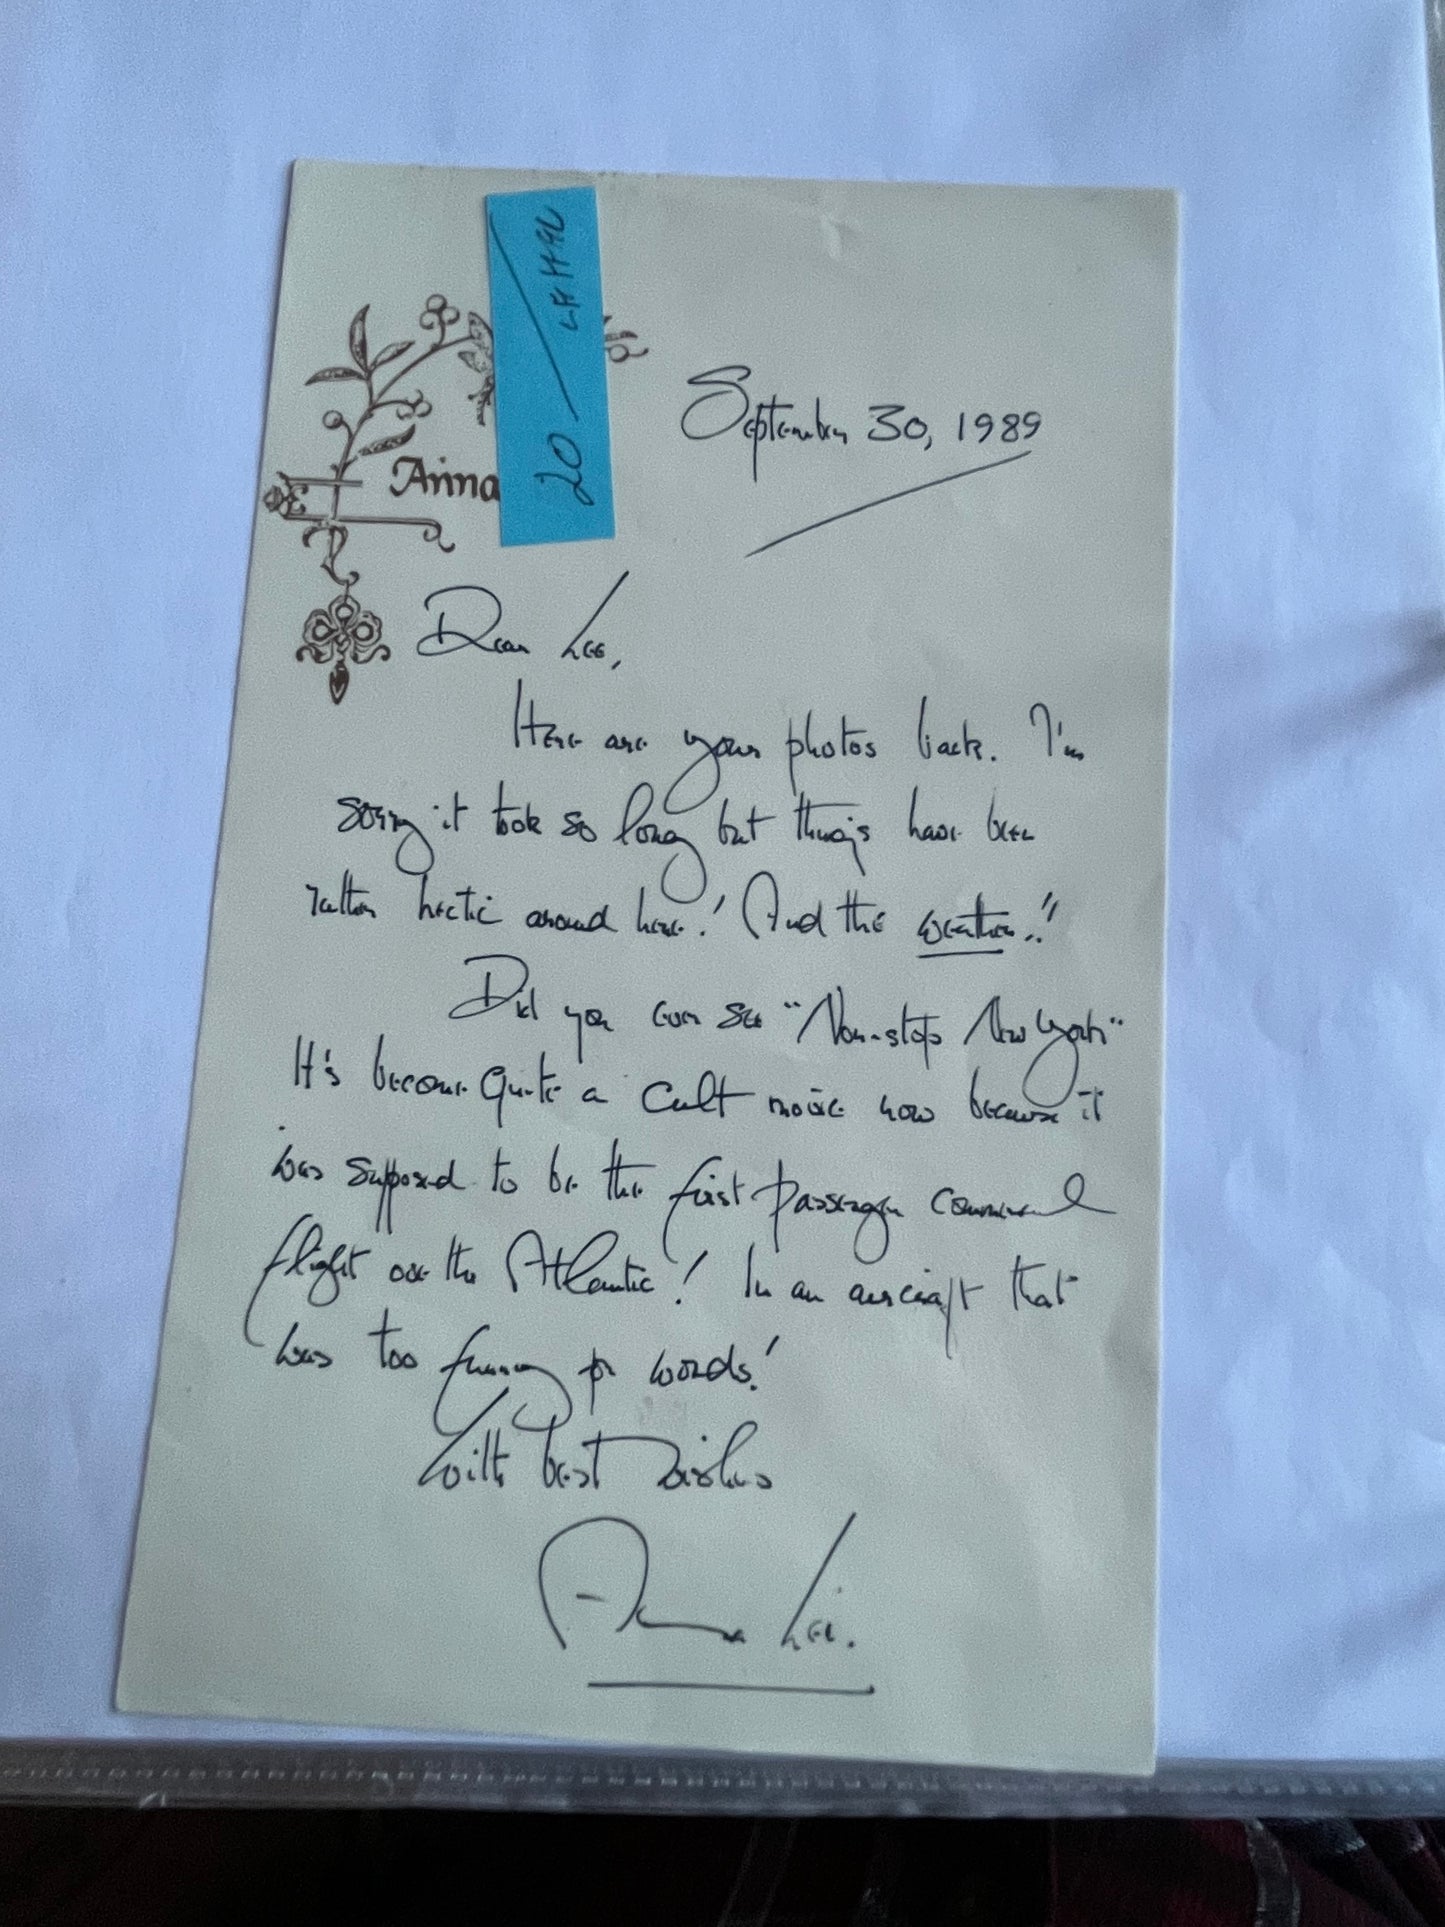 Anna
20
September 30, 1989
Dear Lee,
Here are your photos back. I'm
sorry it took so long but things have been
rather hectic around here! And the weather!!
Did you ever see "Non-stop New York"
It's become quite a cult movie now because it
was supposed to be the first passenger commercial
flight over the Atlantic! In an aircraft that
was too funny for words!
With best wishes
Anna Lee.